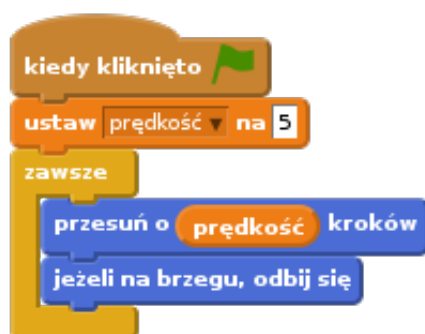 kiedy kliknięto
ustaw prędkość na 5
zawsze
przesuń o prędkość kroków
jeżeli na brzegu, odbij się